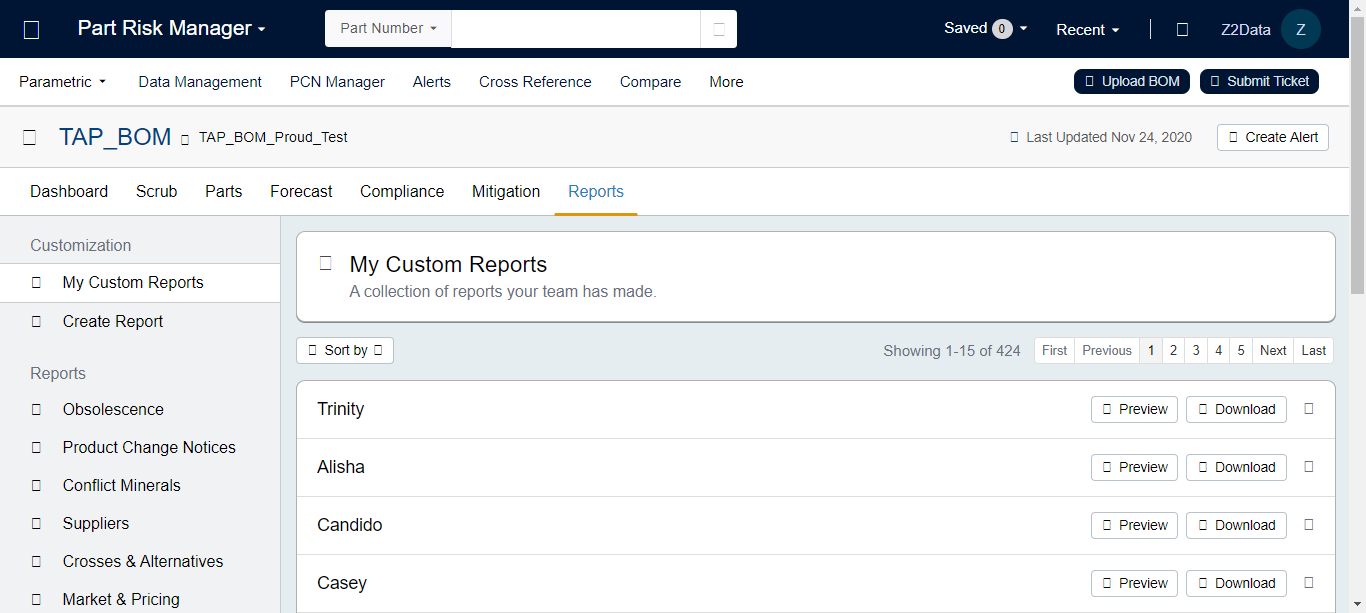 Part Risk Manager
Part Number
Saved 0
Recent
Z2Data
Z
Parametric
Data Management
PCN Manager
Alerts
Cross Reference
Compare
More
Upload BOM
Submit Ticket
TAP_BOM
TAP_BOM_Proud_Test
Last Updated Nov 24, 2020
Create Alert
Dashboard
Scrub
Parts
Forecast
Compliance
Mitigation
Reports
Customization
My Custom Reports
Create Report
Reports
Obsolescence
Product Change Notices
Conflict Minerals
Suppliers
Crosses & Alternatives
Market & Pricing
My Custom Reports
A collection of reports your team has made.
Sort by
Showing 1-15 of 424
First
Previous
1
2
3
4
5
Next
Last
Trinity
Preview
Download
Alisha
Preview
Download
Candido
Preview
Download
Casey
Preview
Download